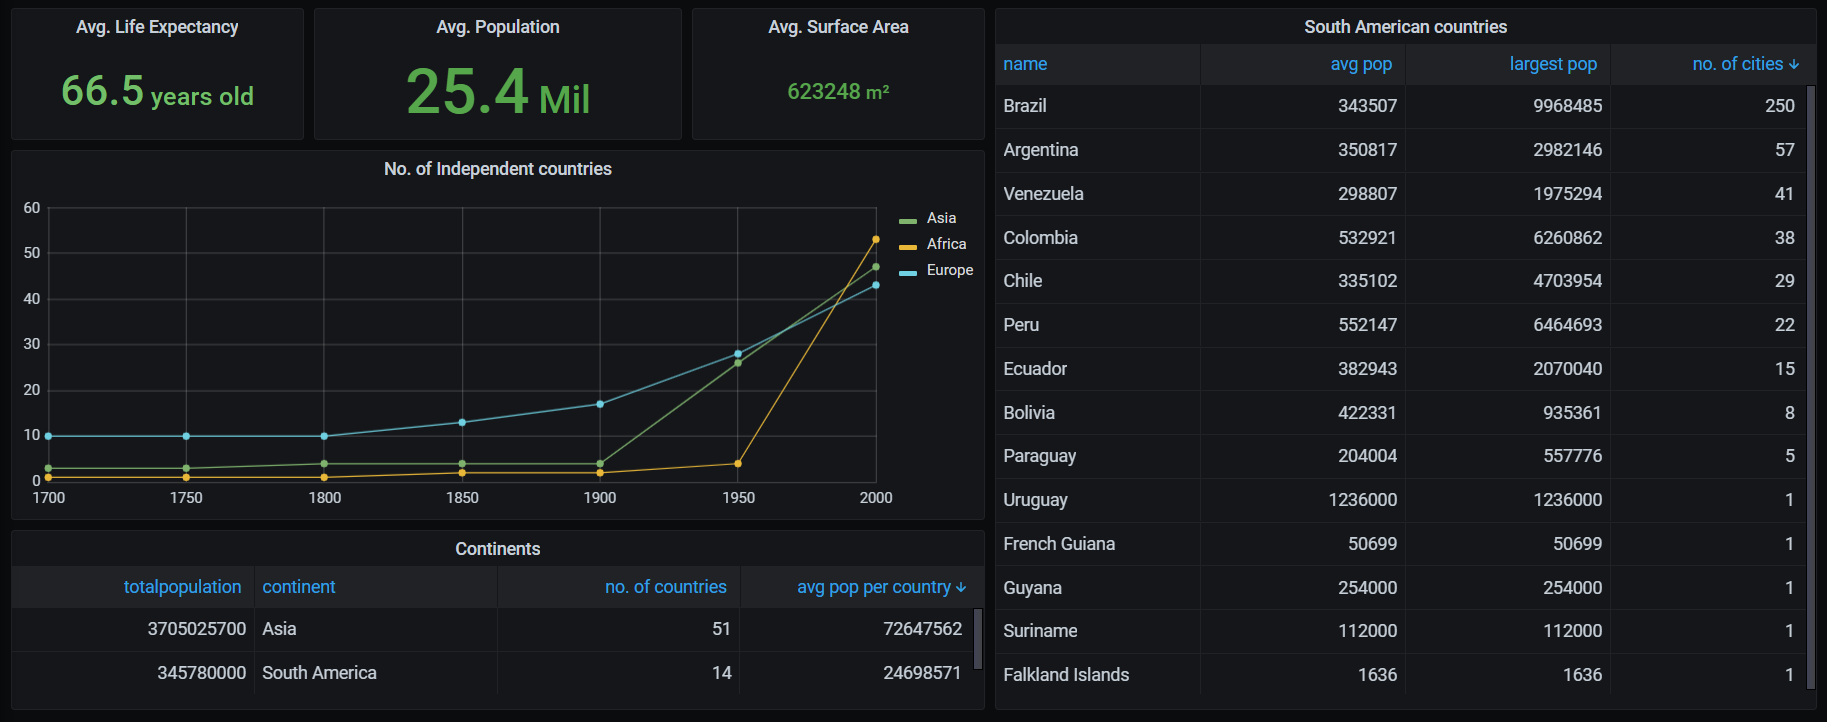 Avg. Life Expectancy
66.5 years old
Avg. Population
25.4 Mil
Avg. Surface Area
623248 m²
No. of Independent countries
60
50
40
30
20
10
0
1700 1750 1800 1850 1900 1950 2000
Asia
Africa
Europe
Continents
totalpopulation continent no. of countries avg pop per country
3705025700 Asia 51 72647562
345780000 South America 14 24698571
South American countries
name avg pop largest pop no. of cities
Brazil 343507 9968485 250
Argentina 350817 2982146 57
Venezuela 298807 1975294 41
Colombia 532921 6260862 38
Chile 335102 4703954 29
Peru 552147 6464693 22
Ecuador 382943 2070040 15
Bolivia 422331 935361 8
Paraguay 204004 557776 5
Uruguay 1236000 1236000 1
French Guiana 50699 50699 1
Guyana 254000 254000 1
Suriname 112000 112000 1
Falkland Islands 1636 1636 1